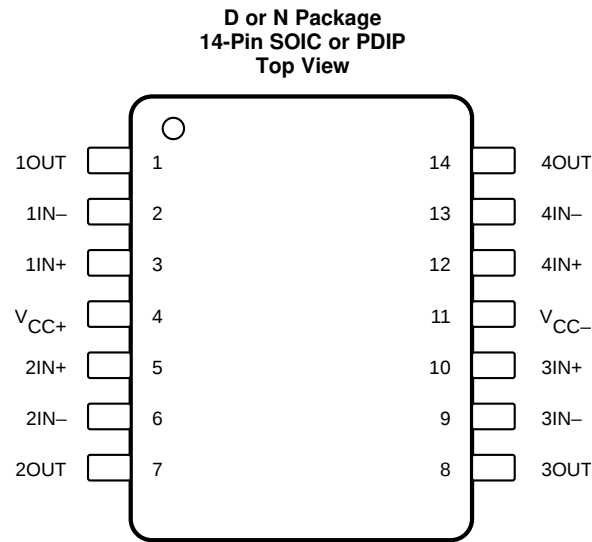 D or N Package
14-Pin SOIC or PDIP
Top View
1OUT 1 14 4OUT
1IN– 2 13 4IN–
1IN+ 3 12 4IN+
VCC+ 4 11 VCC–
2IN+ 5 10 3IN+
2IN– 6 9 3IN–
2OUT 7 8 3OUT